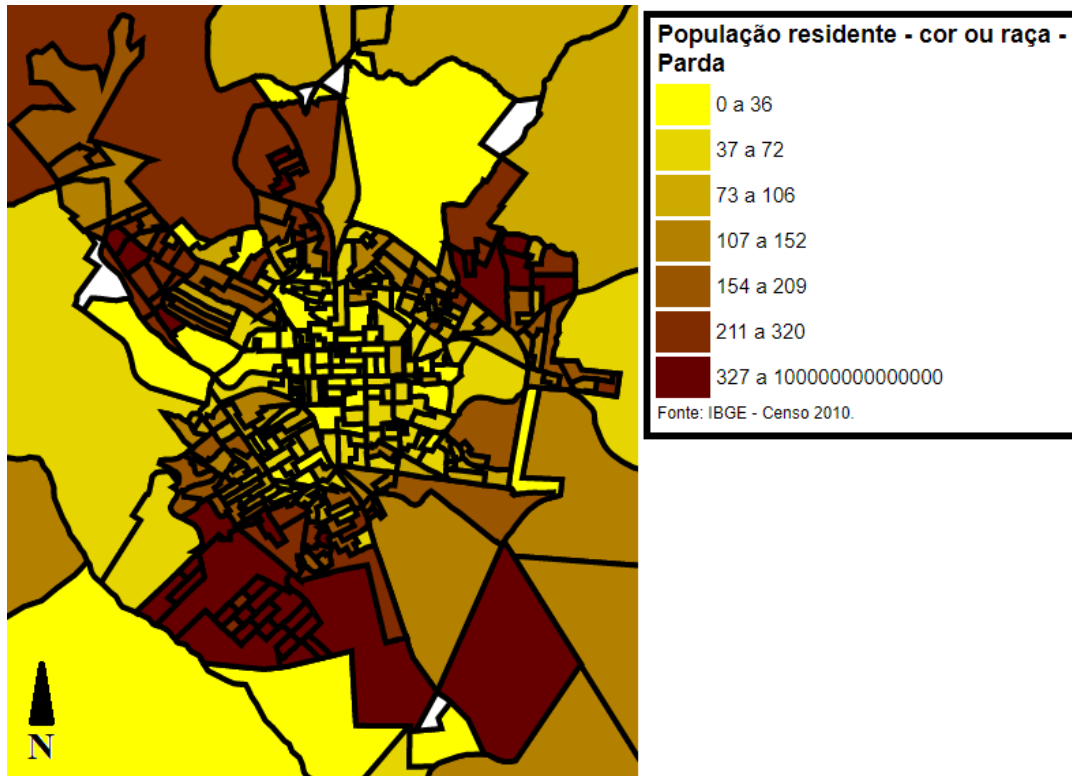 População residente - cor ou raça -
Parda
0 a 36
37 a 72
73 a 106
107 a 152
154 a 209
211 a 320
327 a 100000000000000
Fonte: IBGE - Censo 2010.
N